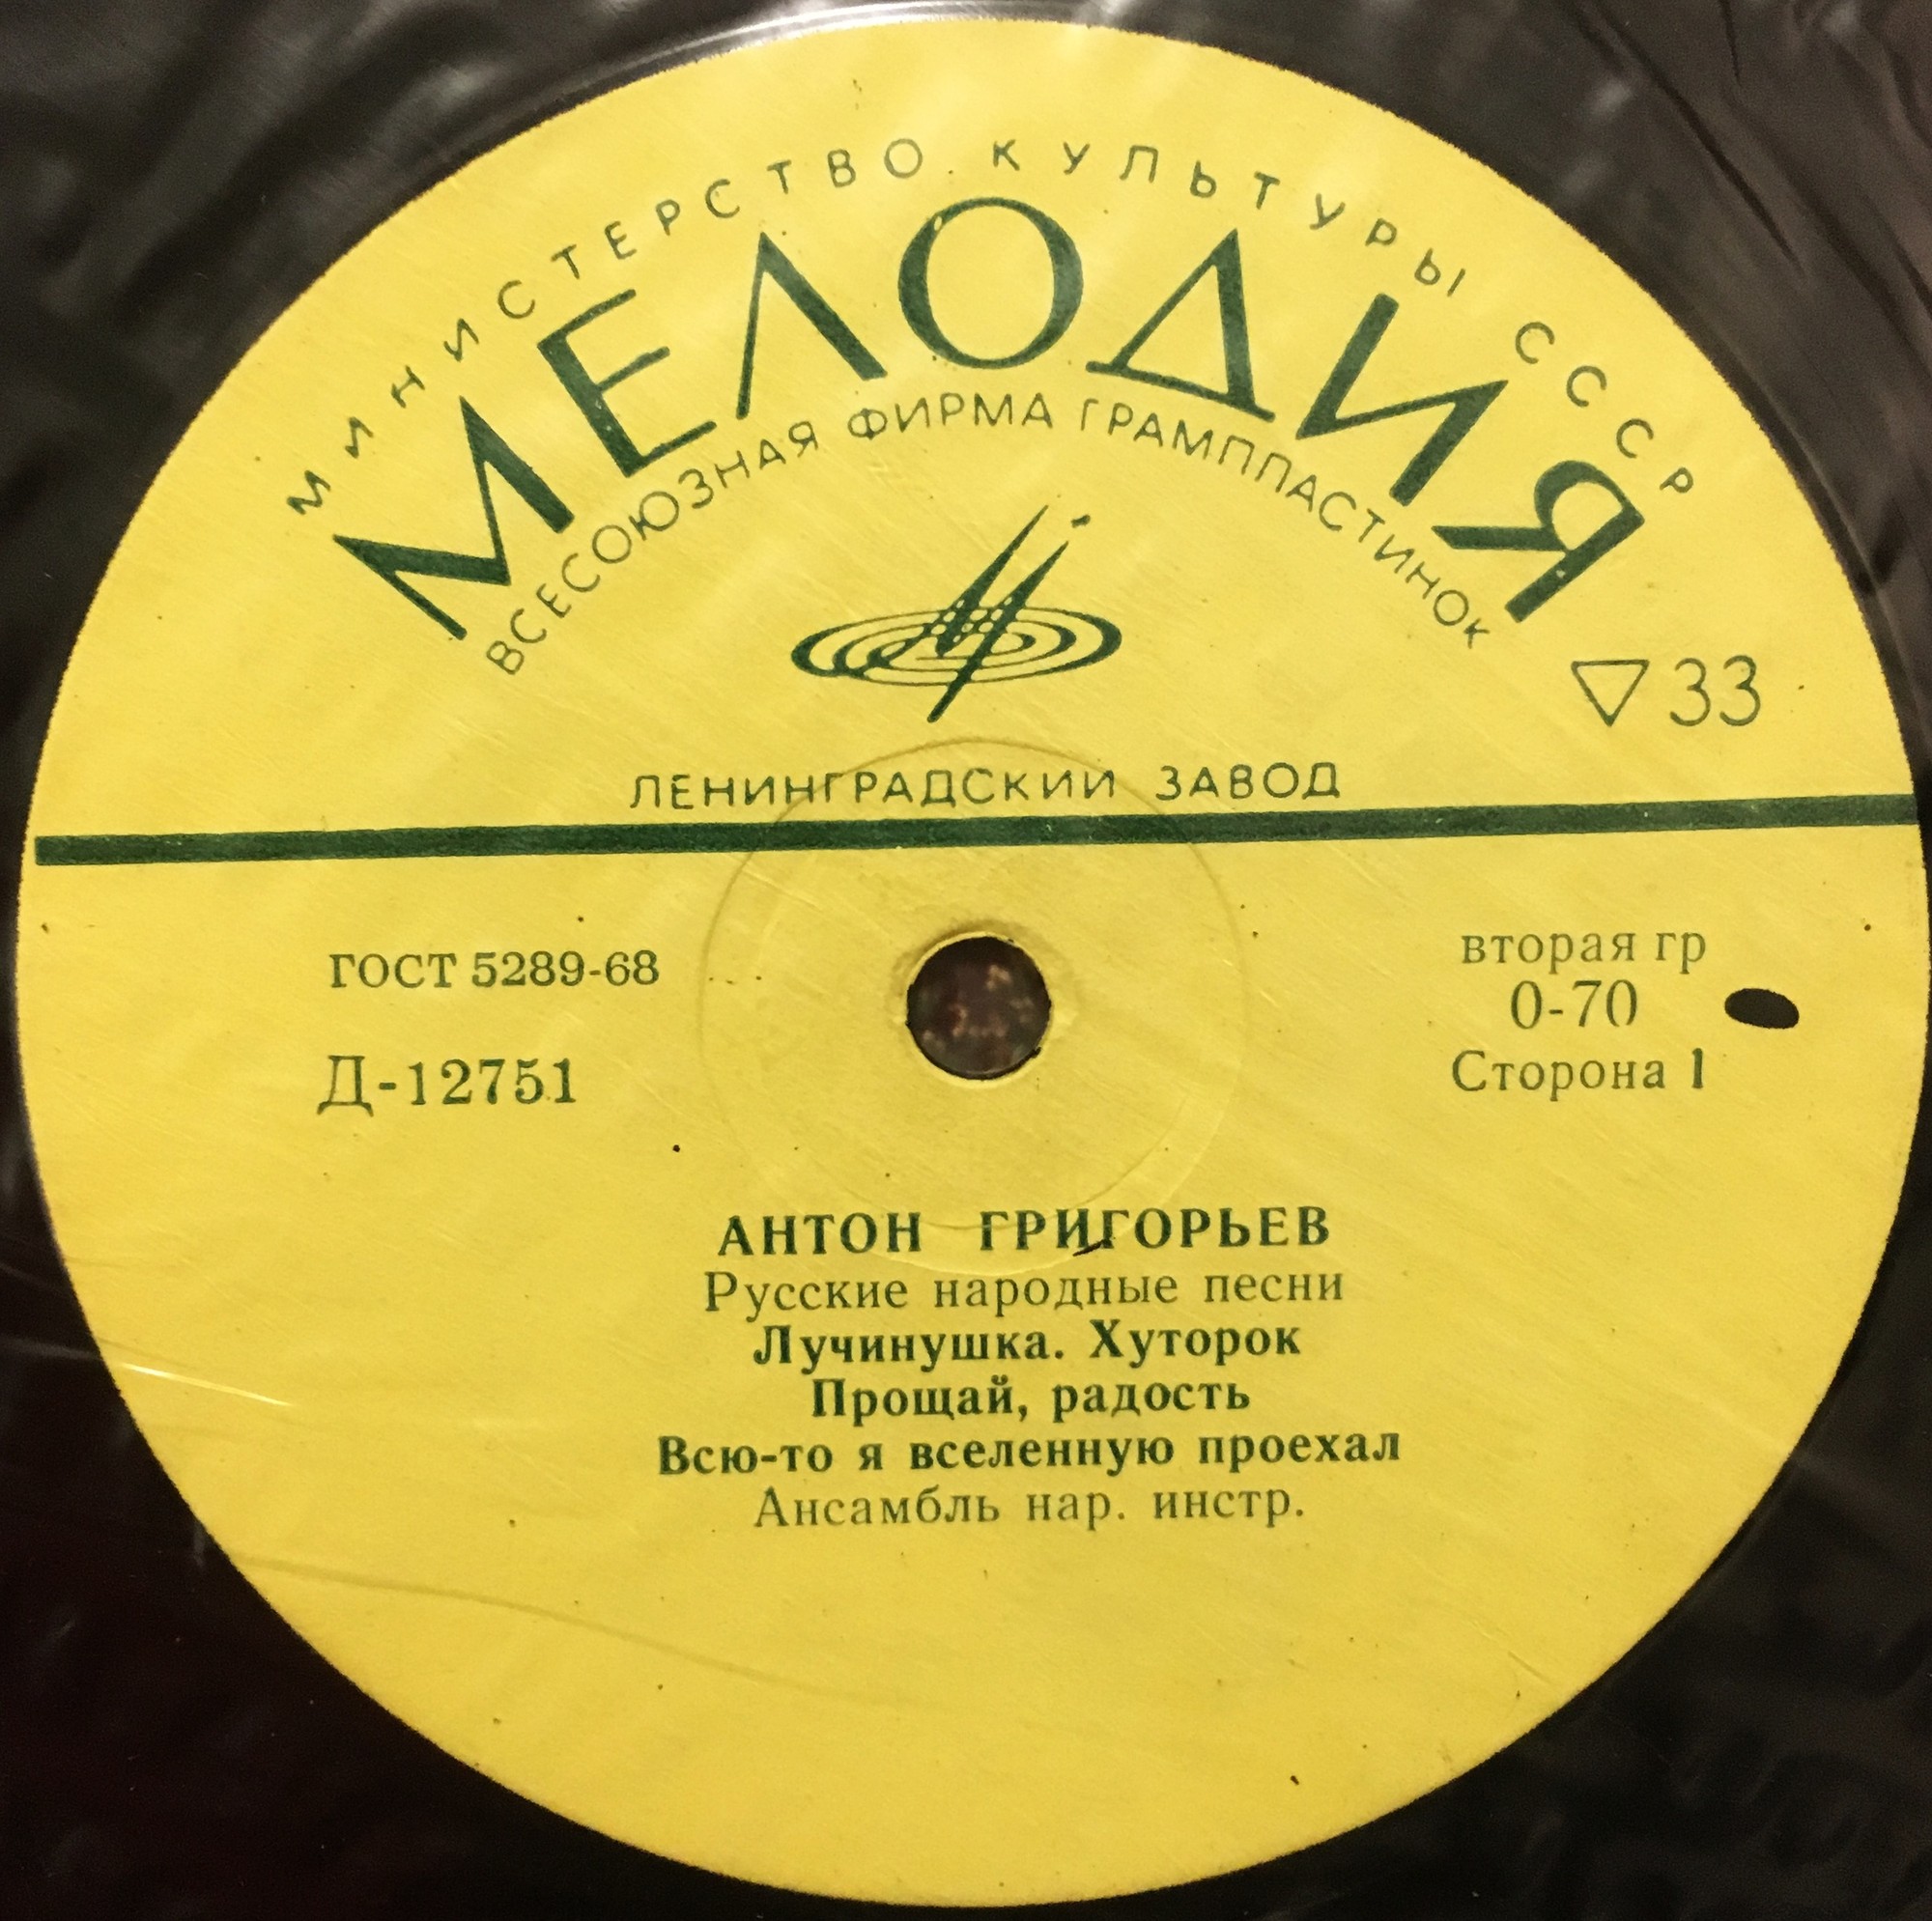 МИНИСТЕРСТВО КУЛЬТУРЫ СССР
МЕЛОДИЯ
ВСЕСОЮЗНАЯ ФИРМА ГРАМПЛАСТИНОК
33
ЛЕНИНГРАДСКИЙ ЗАВОД
ГОСТ 5289-68
Д-12751
вторая гр
0-70
Сторона 1
АНТОН ГРИГОРЬЕВ
Русские народные песни
Лучинушка. Хуторок
Прощай, радость
Всю-то я вселенную проехал
Ансамбль нар. инстр.